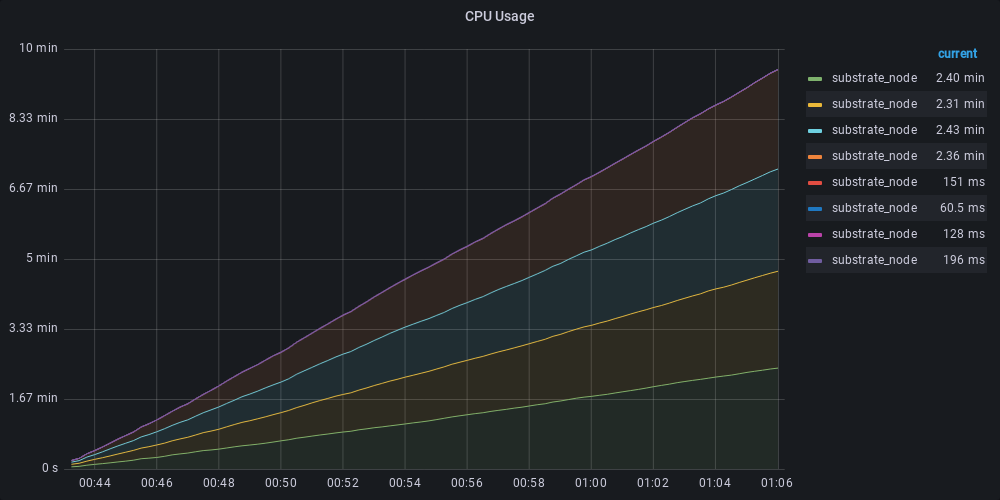 CPU Usage
10 min
8.33 min
6.67 min
5 min
3.33 min
1.67 min
0 s
00:44 00:46 00:48 00:50 00:52 00:54 00:56 00:58 01:00 01:02 01:04 01:06
current
substrate_node 2.40 min
substrate_node 2.31 min
substrate_node 2.43 min
substrate_node 2.36 min
substrate_node 151 ms
substrate_node 60.5 ms
substrate_node 128 ms
substrate_node 196 ms